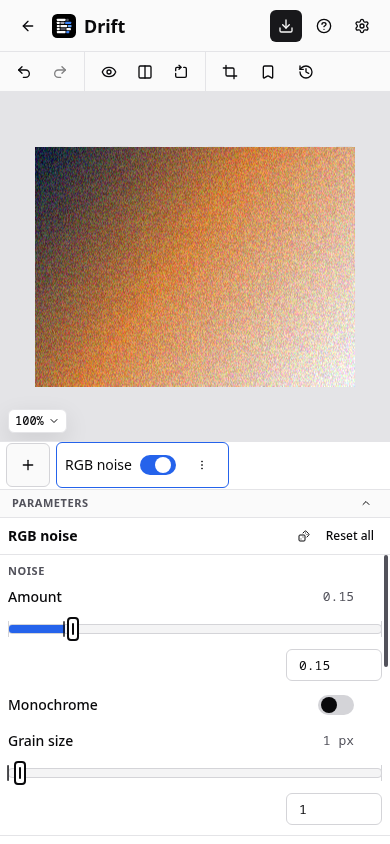 Drift
100%
RGB noise
PARAMETERS
RGB noise
Reset all
NOISE
Amount
0.15
0.15
Monochrome
Grain size
1 px
1